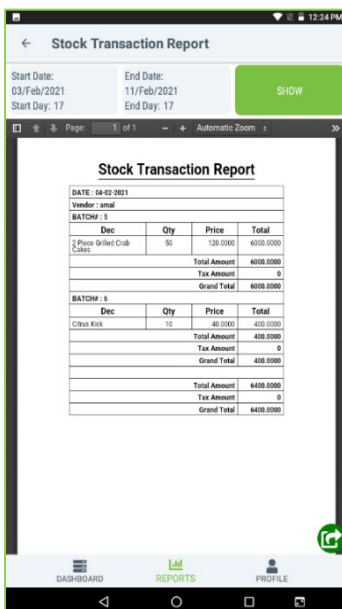 12:24 PM
Stock Transaction Report
Start Date:
03/Feb/2021
Start Day: 17
End Date:
11/Feb/2021
End Day: 17
SHOW
Page: 1 of 1 Automatic Zoom
Stock Transaction Report
DATE : 04-02-2021
Vendor : amal
BATCH# : 5
Dec Qty Price Total
2 Piece Grilled Crab Cakes 50 120.0000 6000.0000
Total Amount 6000.0000
Tax Amount 0
Grand Total 6000.0000
BATCH# : 6
Dec Qty Price Total
Citrus Kick 10 40.0000 400.0000
Total Amount 400.0000
Tax Amount 0
Grand Total 400.0000
Total Amount 6400.0000
Tax Amount 0
Grand Total 6400.0000
DASHBOARD REPORTS PROFILE